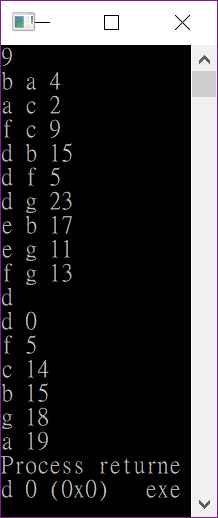 9
b a 4
a c 2
f c 9
d b 15
d f 5
d g 23
e b 17
e g 11
f g 13
d
d 0
f 5
c 14
b 15
g 18
a 19
Process returne
d 0 (0x0)   exe